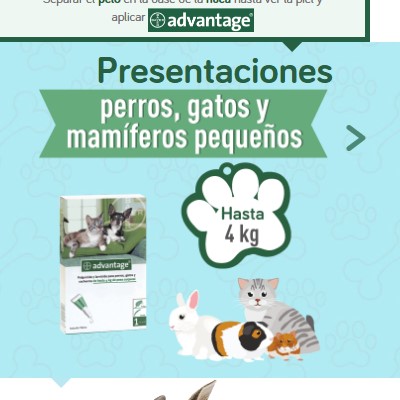 Separar el pelo en la base de la nuca hasta ver la piel y
aplicar advantage®
Presentaciones
perros, gatos y
mamíferos pequeños
Hasta
4 kg
advantage®
1